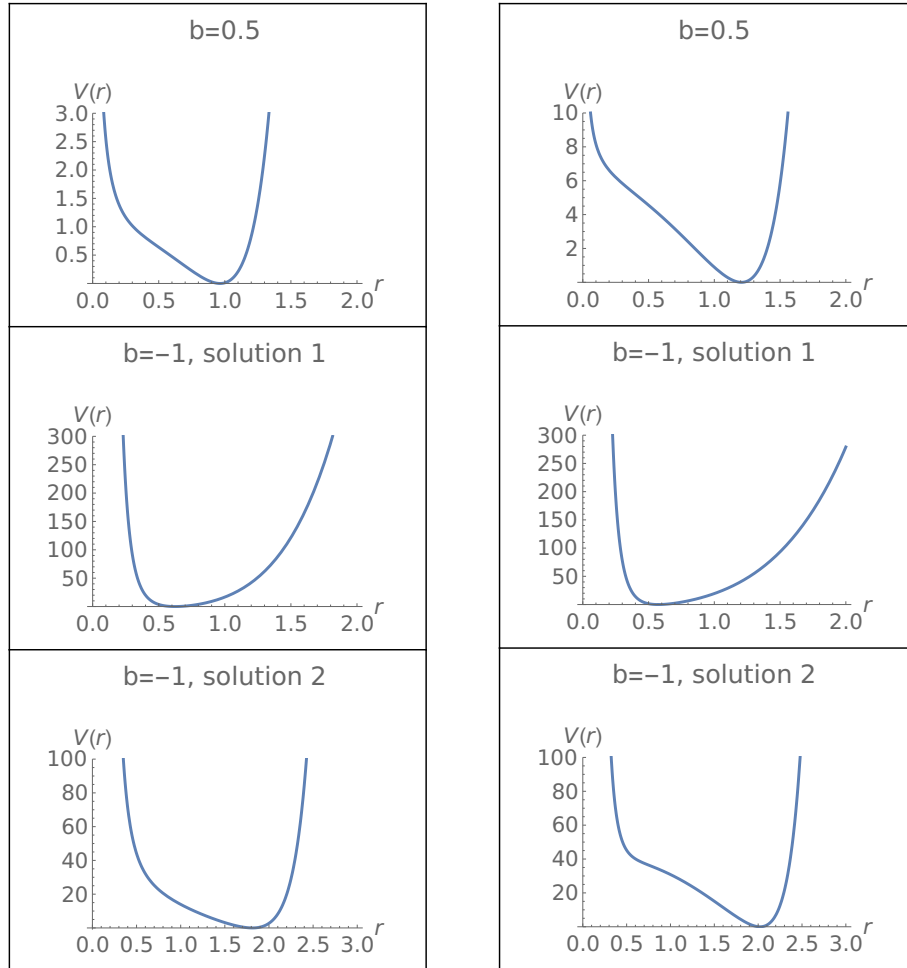 b=0.5
V(r)
3.0
2.5
2.0
1.5
1.0
0.5
0.0 0.5 1.0 1.5 2.0 r
b=0.5
V(r)
10
8
6
4
2
0.0 0.5 1.0 1.5 2.0 r
b=−1, solution 1
V(r)
300
250
200
150
100
50
0.0 0.5 1.0 1.5 2.0 r
b=−1, solution 1
V(r)
300
250
200
150
100
50
0.0 0.5 1.0 1.5 2.0 r
b=−1, solution 2
V(r)
100
80
60
40
20
0.0 0.5 1.0 1.5 2.0 2.5 3.0 r
b=−1, solution 2
V(r)
100
80
60
40
20
0.0 0.5 1.0 1.5 2.0 2.5 3.0 r